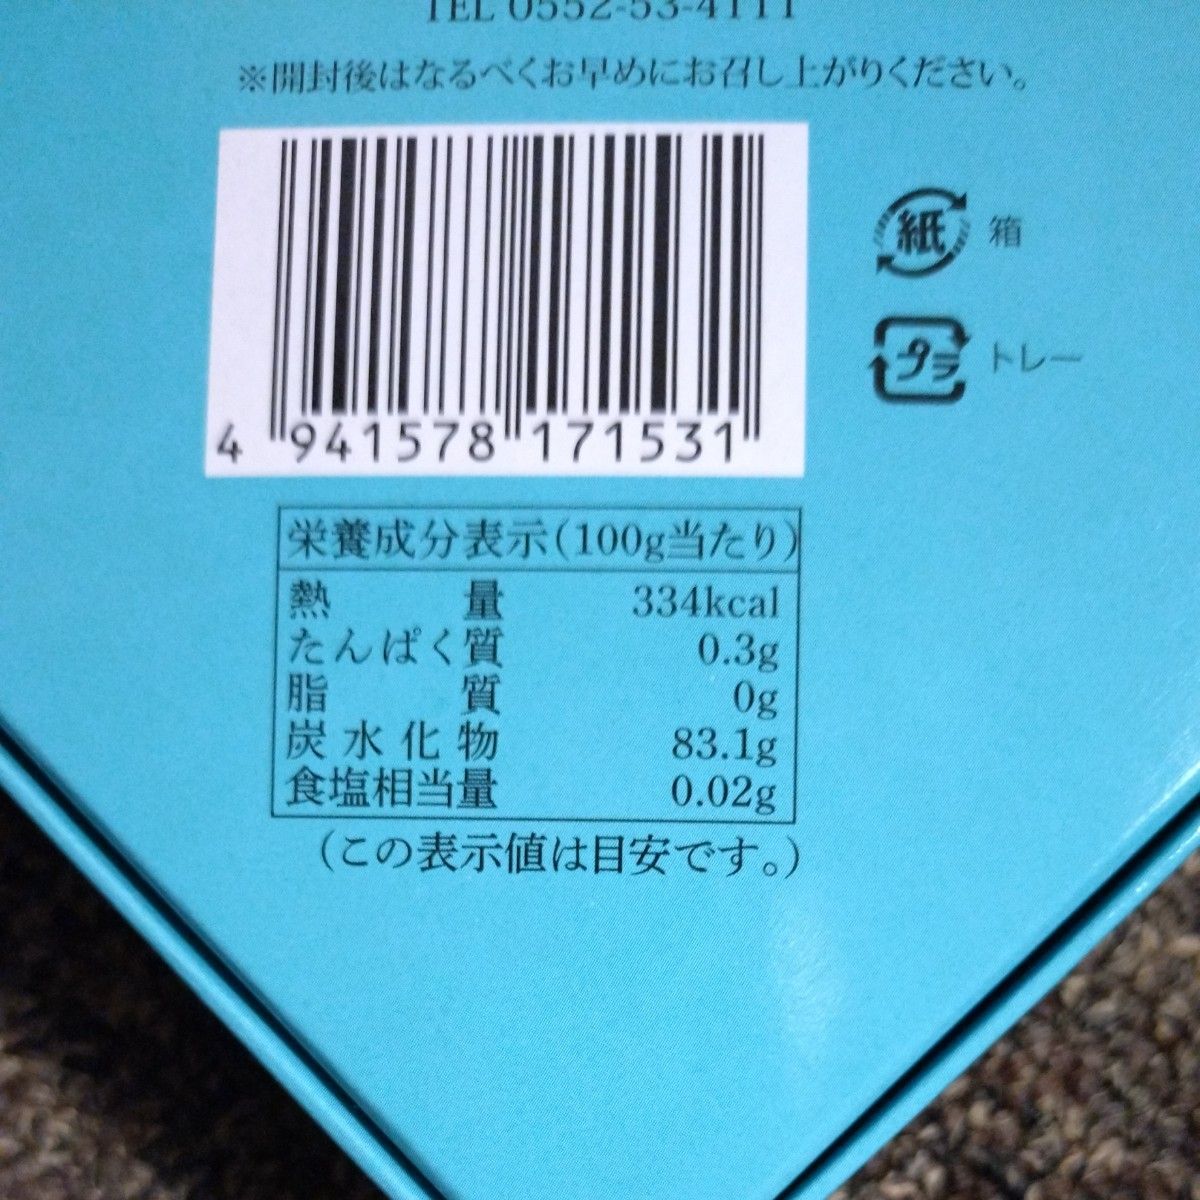 TEL 0552-53-4111
※開封後はなるべくお早めにお召し上がりください。
紙 箱
プラ トレー
4 941578 171531
栄養成分表示(100g当たり)
熱量 334kcal
たんぱく質 0.3g
脂質 0g
炭水化物 83.1g
食塩相当量 0.02g
(この表示値は目安です。)